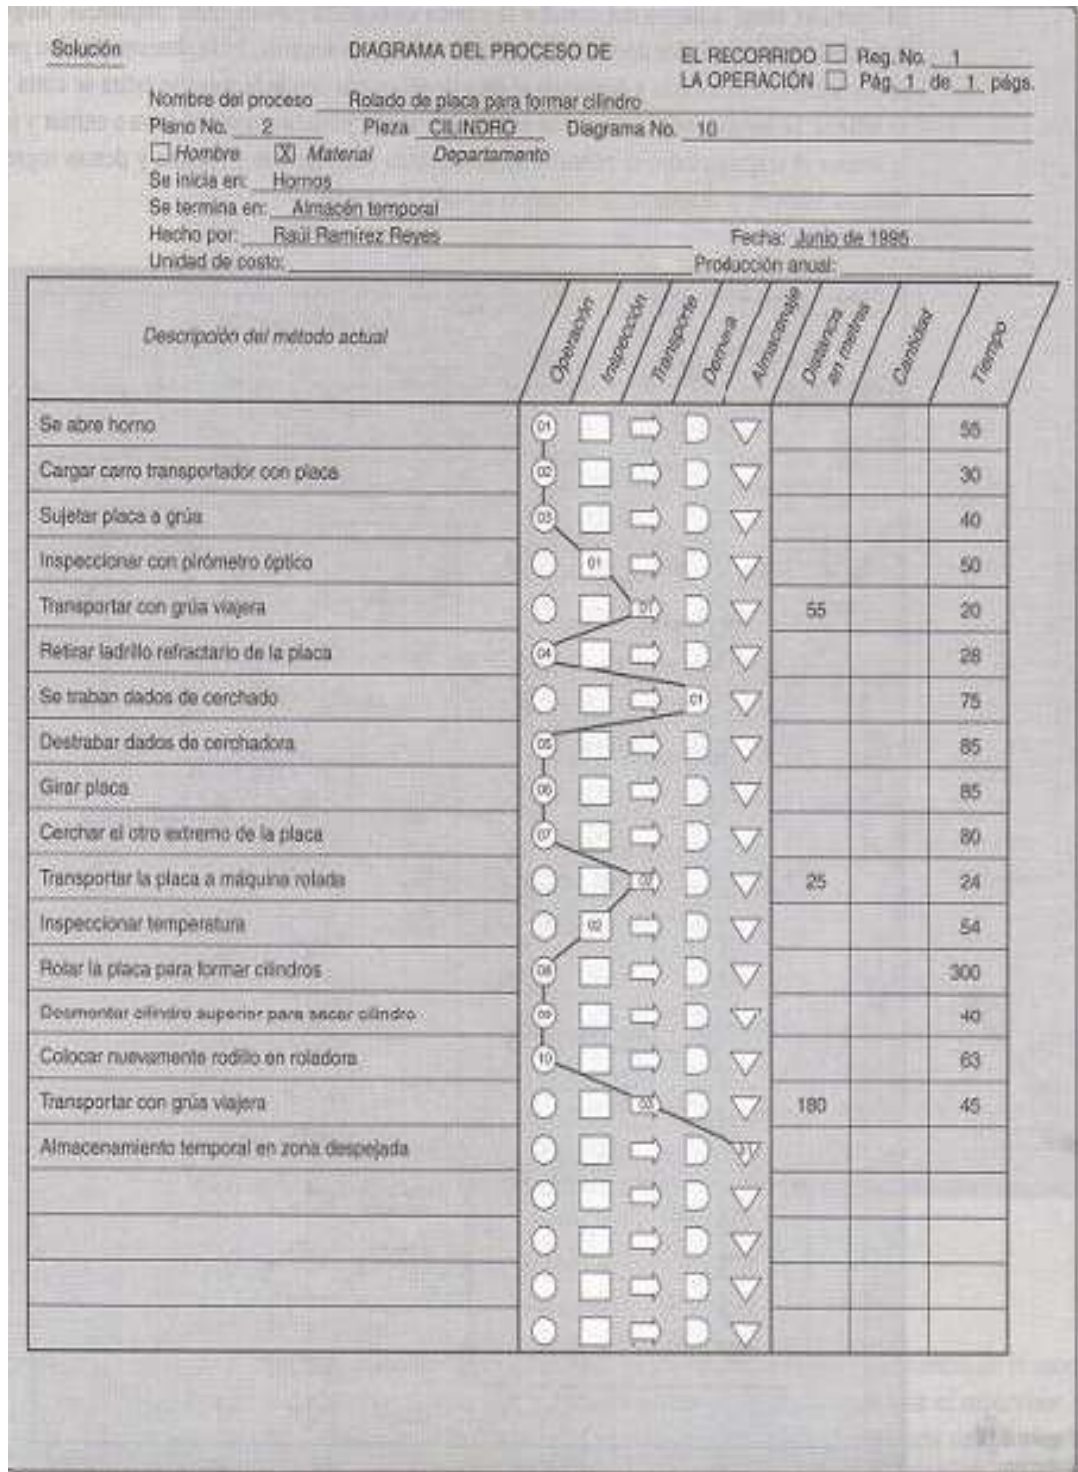 Solución DIAGRAMA DEL PROCESO DE EL RECORRIDO Reg. No. 1
LA OPERACIÓN Pág. 1 de 1 págs.
Nombre del proceso Rolado de placa para formar cilindro
Plano No. 2 Pieza CILINDRO Diagrama No. 10
Hombre X Material Departamento
Se inicia en: Hornos
Se termina en: Almacén temporal
Hecho por: Raúl Ramírez Reyes Fecha: Junio de 1995
Unidad de costo: Producción anual:
Descripción del método actual Operación Inspección Transporte Demora Almacenaje Distancia en metros Cantidad Tiempo
Se abre horno 01 55
Cargar carro transportador con placa 02 30
Sujetar placa a grúa 03 40
Inspeccionar con pirómetro óptico 01 50
Transportar con grúa viajera 01 55 20
Retirar ladrillo refractario de la placa 04 28
Se traban dados de cerchado 01 75
Destrabar dados de cerchadora 05 85
Girar placa 06 85
Cerchar el otro extremo de la placa 07 80
Transportar la placa a máquina rolada 02 25 24
Inspeccionar temperatura 02 54
Rolar la placa para formar cilindros 08 300
Desmontar cilindro superior para sacar cilindro 09 40
Colocar nuevamente rodillo en roladora 10 63
Transportar con grúa viajera 03 180 45
Almacenamiento temporal en zona despejada